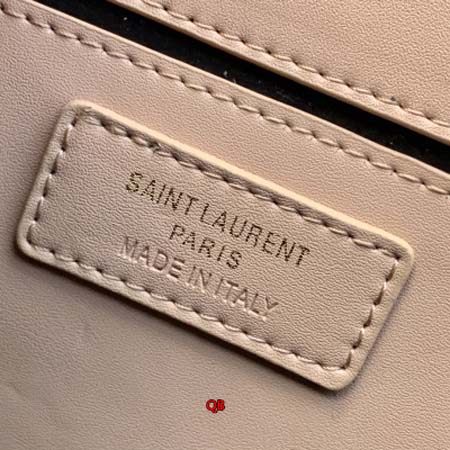 SAINT LAURENT
PARIS
MADE IN ITALY
QB